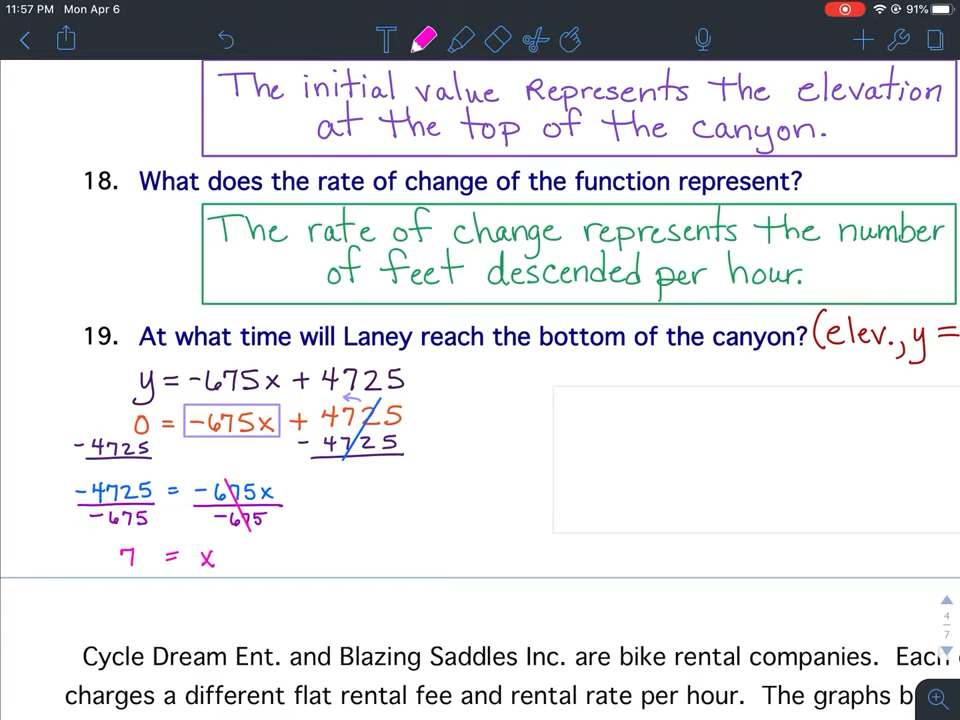 11:57 PM Mon Apr 6
91%
The initial value Represents the elevation
at the top of the canyon.
18. What does the rate of change of the function represent?
The rate of change represents the number
of feet descended per hour.
19. At what time will Laney reach the bottom of the canyon? (elev., y =
y = -675x + 4725
0 = -675x + 4725
-4725 - 4725
-4725 = -675x
-675 -675
7 = x
4
7
Cycle Dream Ent. and Blazing Saddles Inc. are bike rental companies. Each
charges a different flat rental fee and rental rate per hour. The graphs b